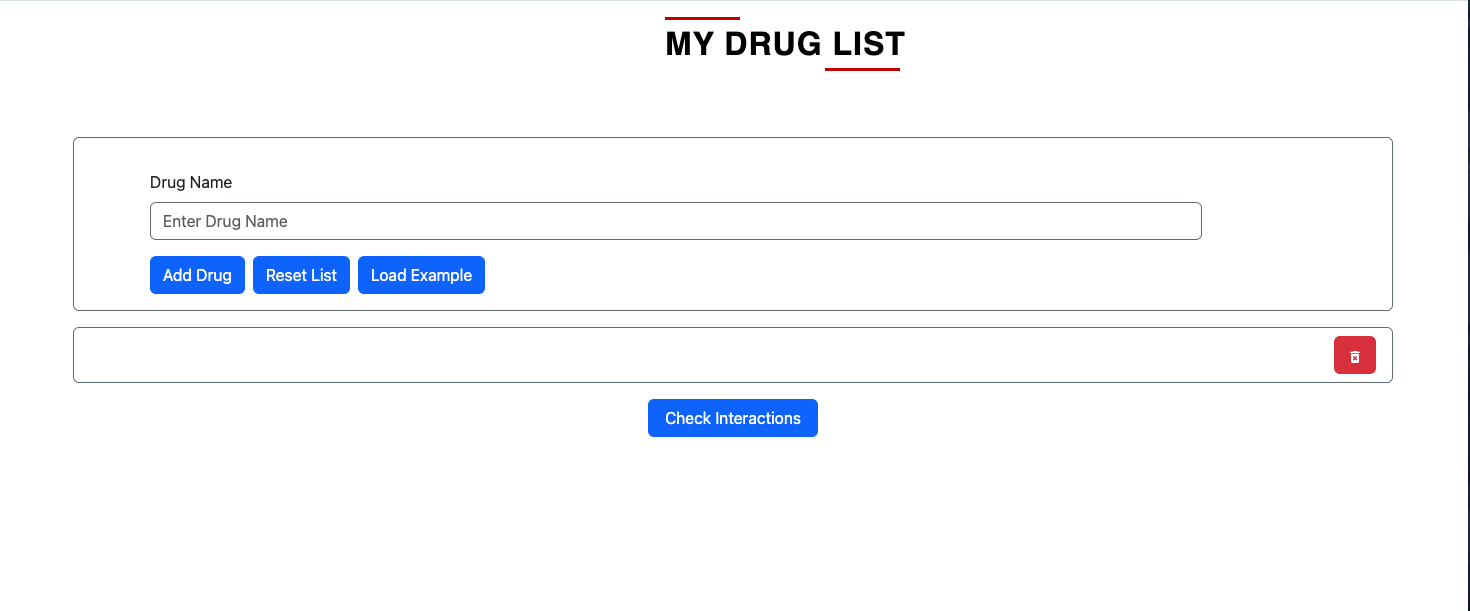 MY DRUG LIST
Drug Name
Enter Drug Name
Add Drug Reset List Load Example
Check Interactions